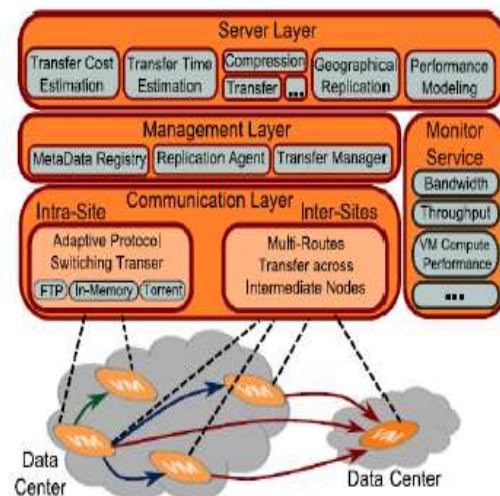 Server Layer
Transfer Cost
Estimation
Transfer Time
Estimation
Compression
Transfer
...
Geographical
Replication
Performance
Modeling
Management Layer
MetaData Registry
Replication Agent
Transfer Manager
Monitor
Service
Bandwidth
Throughput
VM Compute
Performance
...
Communication Layer
Intra-Site
Inter-Sites
Adaptive Protocol
Switching Transer
FTP
In-Memory
Torrent
Multi-Routes
Transfer across
Intermediate Nodes
VM
VM
VM
VM
VM
Data
Center
Data Center